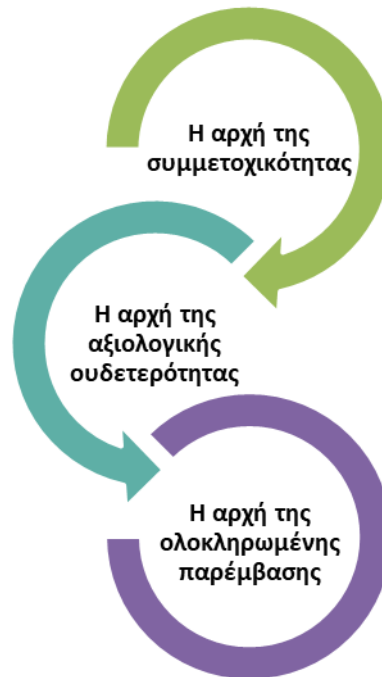 Η αρχή της
συμμετοχικότητας
Η αρχή της
αξιολογικής
ουδετερότητας
Η αρχή της
ολοκληρωμένης
παρέμβασης